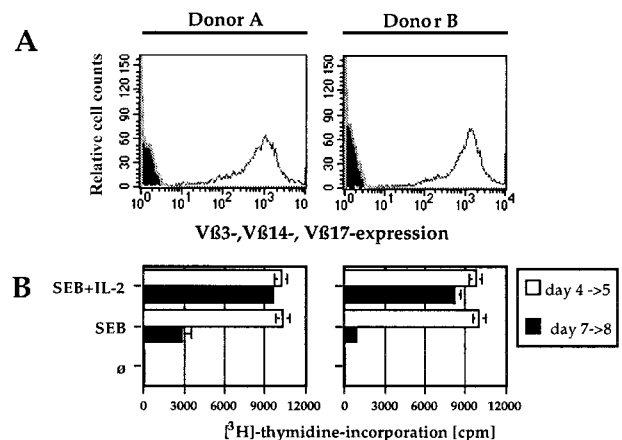 Donor A Donor B
A
Relative cell counts
150
120
90
60
30
0
150
120
90
60
30
0
10^0 10^1 10^2 10^3 10
10^0 10^1 10^2 10^3 10^4
Vß3-,Vß14-, Vß17-expression
B
SEB+IL-2
SEB
ø
day 4 ->5
day 7->8
0 3000 6000 9000 12000
0 3000 6000 9000 12000
[³H]-thymidine-incorporation [cpm]